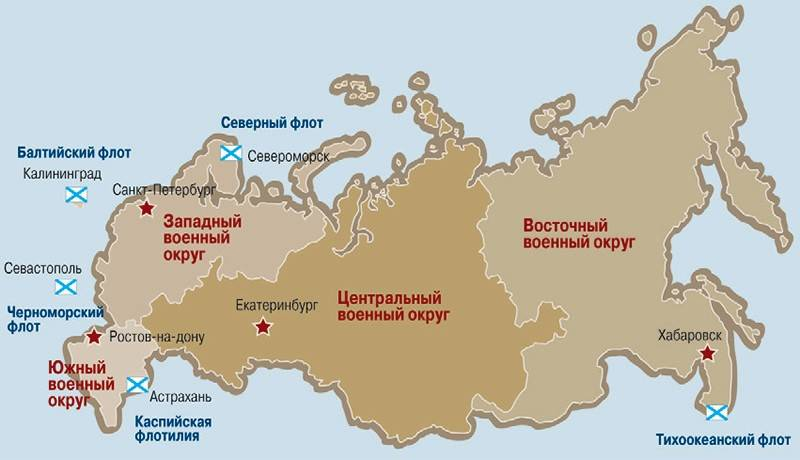 Северный флот
Североморск
Балтийский флот
Калининград
Санкт-Петербург
Западный
военный
округ
Восточный
военный округ
Севастополь
Черноморский
флот
Екатеринбург
Центральный
военный округ
Ростов-на-дону
Хабаровск
Южный
военный
округ
Астрахань
Каспийская
флотилия
Тихоокеанский флот